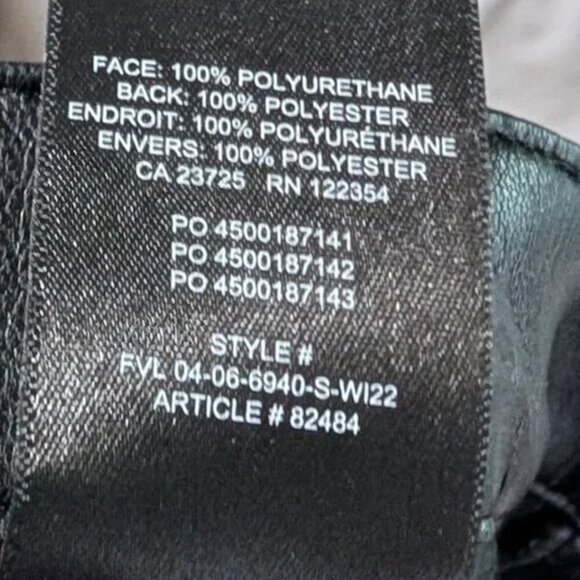 FACE: 100% POLYURETHANE
BACK: 100% POLYESTER
ENDROIT: 100% POLYURÉTHANE
ENVERS: 100% POLYESTER
CA 23725 RN 122354
PO 4500187141
PO 4500187142
PO 4500187143
STYLE #
FVL 04-06-6940-S-WI22
ARTICLE # 82484